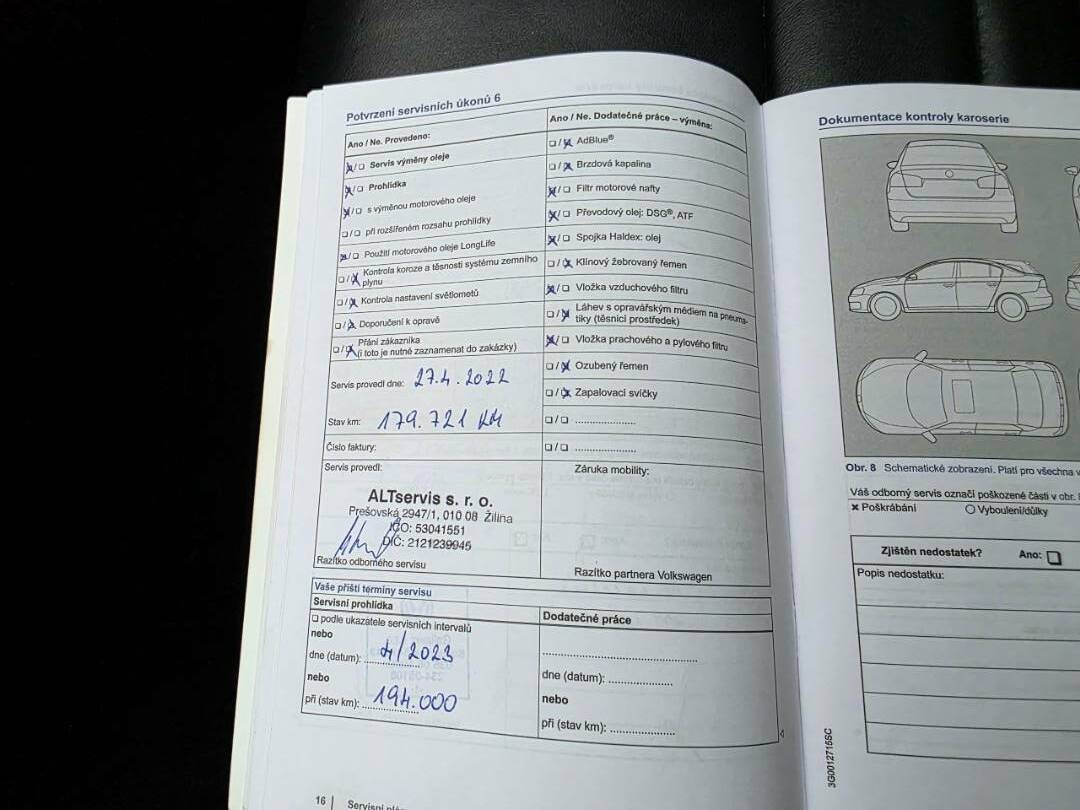 Potvrzení servisních úkonů 6
Ano / Ne. Provedeno:
Servis výměny oleje
Prohlídka
s výměnou motorového oleje
při rozšířeném rozsahu prohlídky
Použití motorového oleje LongLife
Kontrola koroze a těsnosti systému zemního
plynu
Kontrola nastavení světlometů
Doporučení k opravě
Přání zákazníka
(i toto je nutné zaznamenat do zakázky)
Servis provedl dne: 27.4.2022
Stav km: 179.721 KM
Číslo faktury:
Servis provedl:
ALTservis s. r. o.
Prešovská 2947/1, 010 08 Žilina
IČO: 53041551
DIČ: 2121239945
Razítko odborného servisu
Ano / Ne. Dodatečné práce – výměna:
AdBlue®
Brzdová kapalina
Filtr motorové nafty
Převodový olej: DSG®, ATF
Spojka Haldex: olej
Klínový žebrovaný řemen
Vložka vzduchového filtru
Láhev s opravářským médiem na pneuma-
tiky (těsnicí prostředek)
Vložka prachového a pylového filtru
Ozubený řemen
Zapalovací svíčky
Záruka mobility:
Razítko partnera Volkswagen
Vaše příští termíny servisu
Servisní prohlídka
podle ukazatele servisních intervalů
nebo
dne (datum): 4/2023
nebo
při (stav km): 194.000
Dodatečné práce
dne (datum):
nebo
při (stav km):
16 Servisní
Dokumentace kontroly karoserie
Obr. 8 Schematické zobrazení. Platí pro všechna
Váš odborný servis označí poškozené části v obr.
× Poškrábání ○ Vyboulení/důlky
Zjištěn nedostatek? Ano:
Popis nedostatku:
3G0012715SC